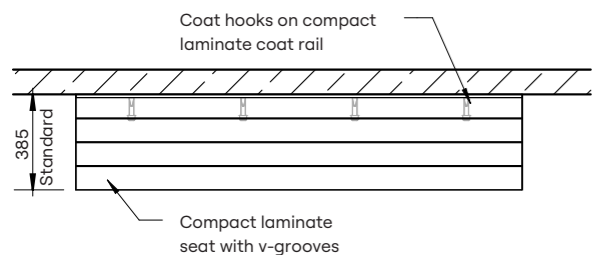 Coat hooks on compact
laminate coat rail
385
Standard
Compact laminate
seat with v-grooves